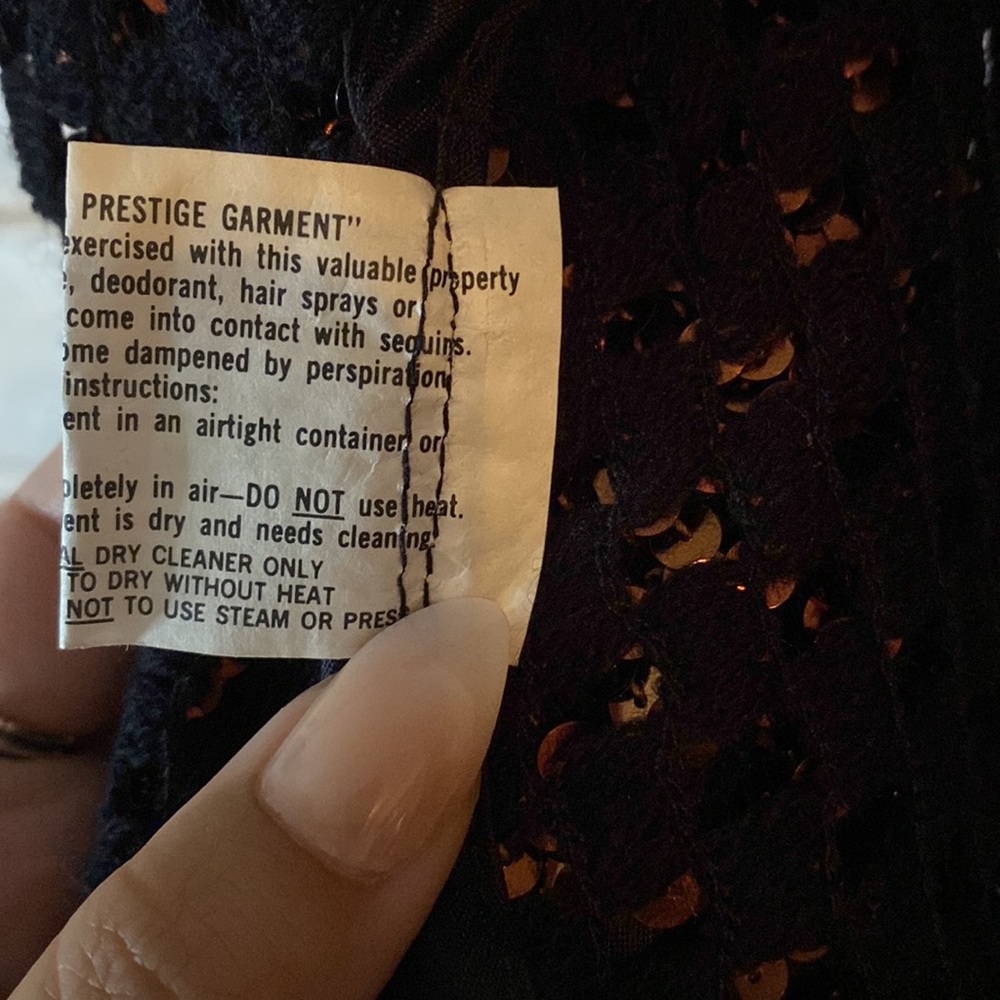 PRESTIGE GARMENT”
exercised with this valuable property
e, deodorant, hair sprays or
come into contact with sequins.
ome dampened by perspiration
instructions:
ent in an airtight container or
pletely in air—DO NOT use heat.
ent is dry and needs cleaning
AL DRY CLEANER ONLY
TO DRY WITHOUT HEAT
NOT TO USE STEAM OR PRESS